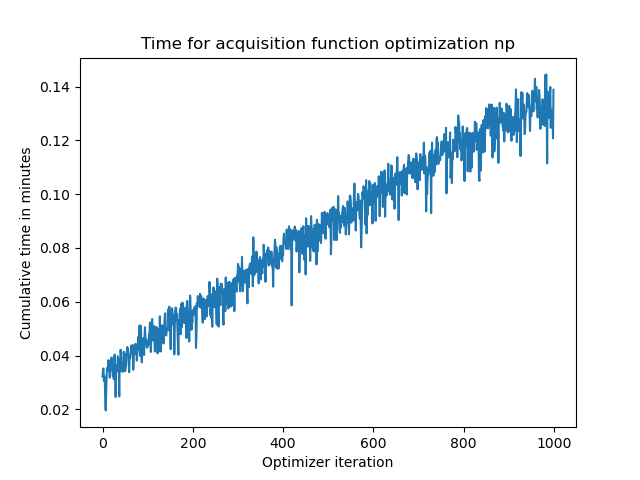 Time for acquisition function optimization np
Cumulative time in minutes
0.14
0.12
0.10
0.08
0.06
0.04
0.02
0 200 400 600 800 1000
Optimizer iteration